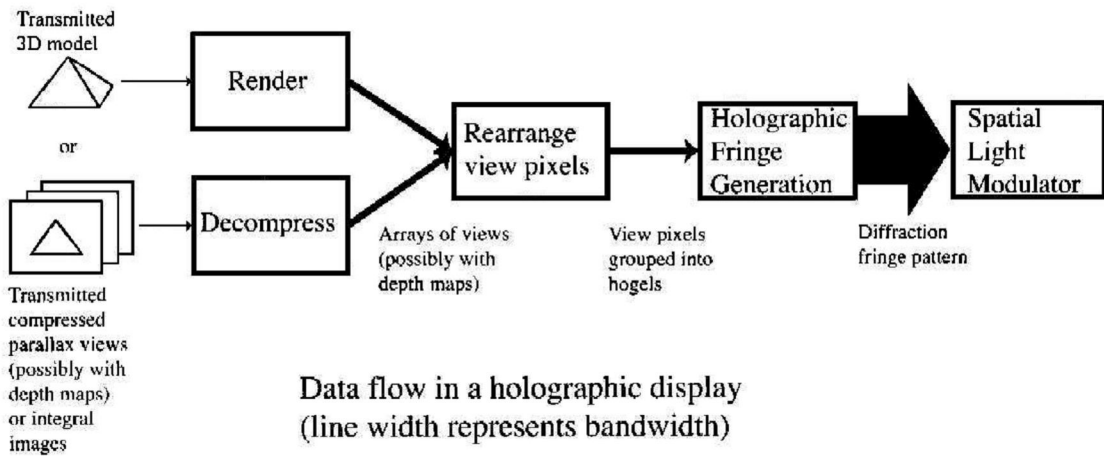 Transmitted
3D model
Render
or
Decompress
Transmitted
compressed
parallax views
(possibly with
depth maps)
or integral
images
Rearrange
view pixels
Arrays of views
(possibly with
depth maps)
Holographic
Fringe
Generation
View pixels
grouped into
hogels
Spatial
Light
Modulator
Diffraction
fringe pattern
Data flow in a holographic display
(line width represents bandwidth)